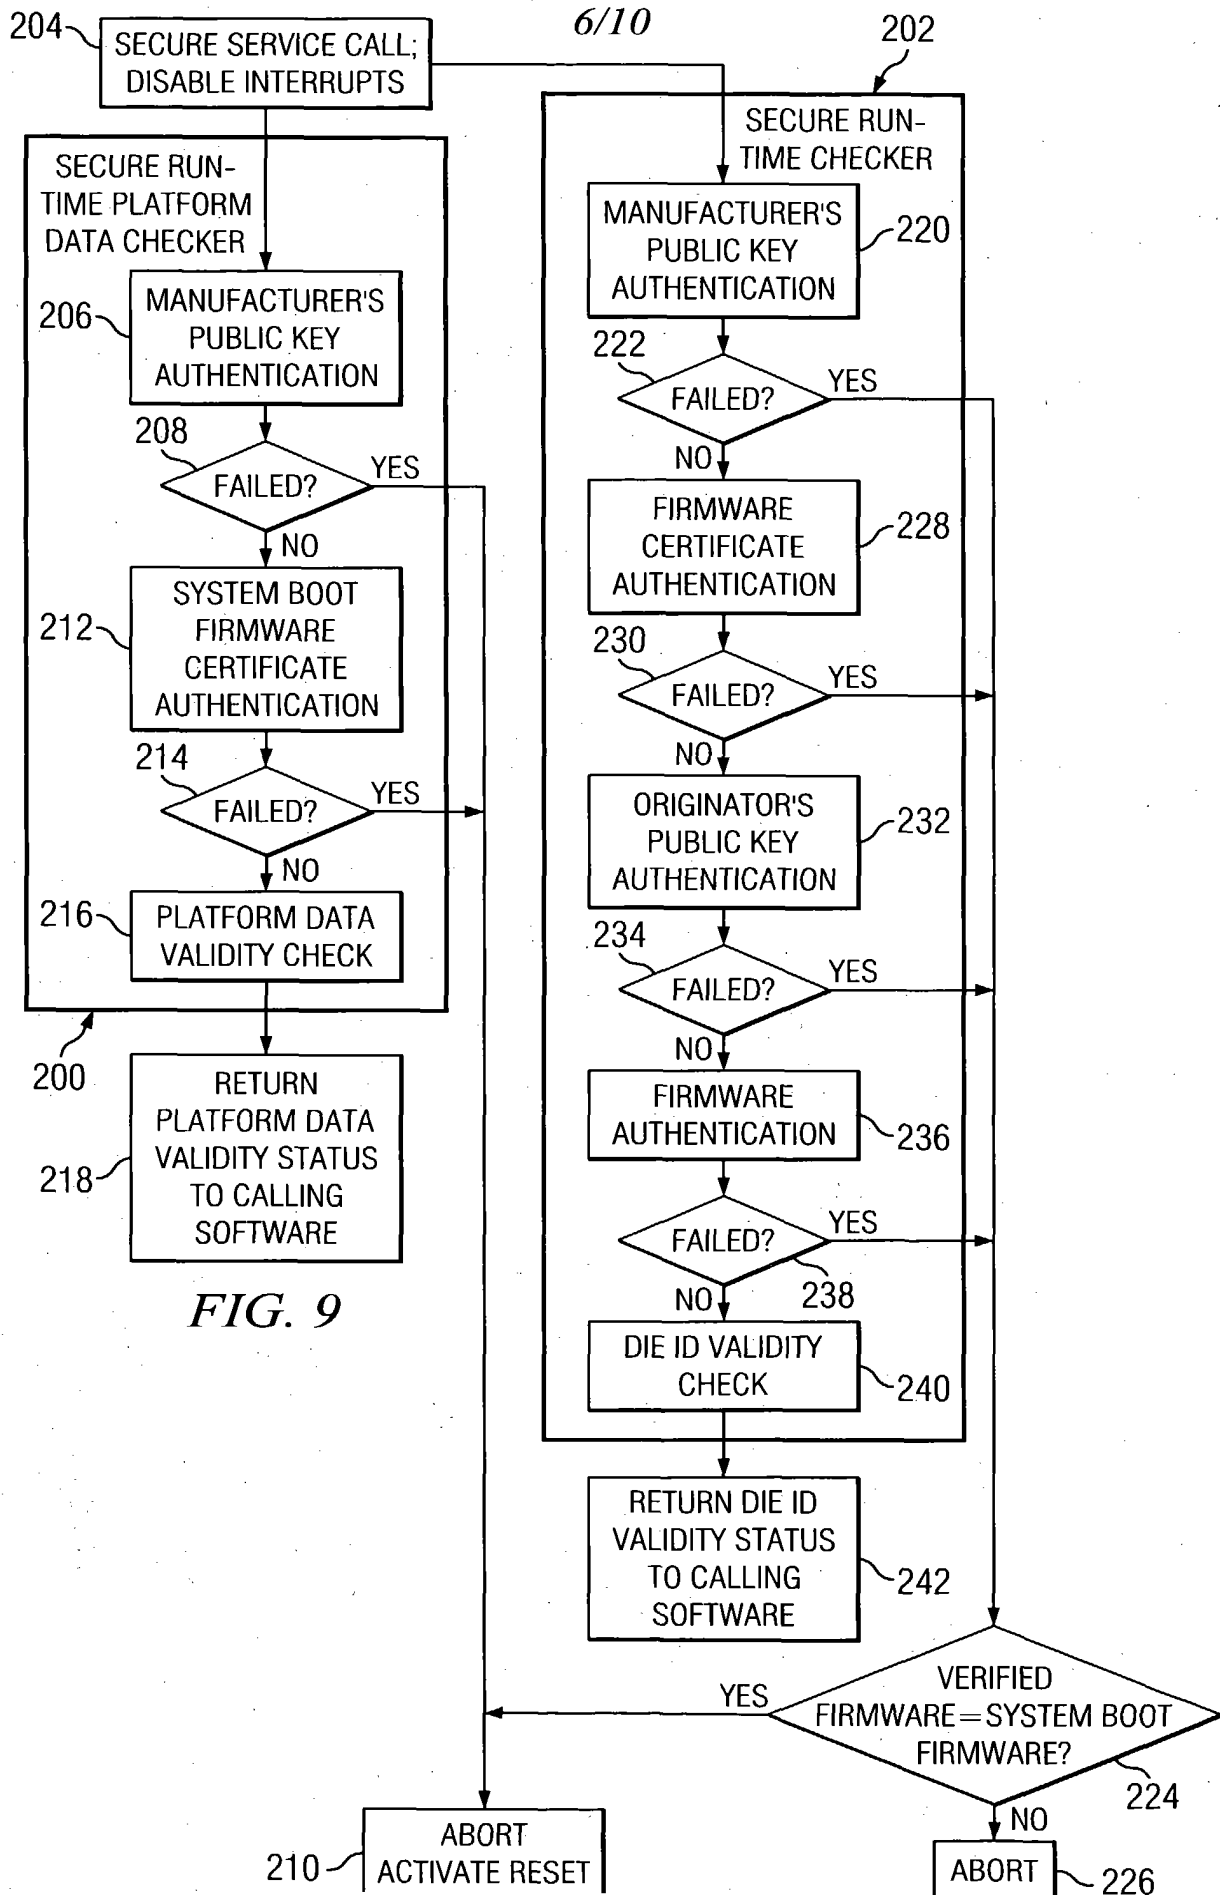 6/10
204
SECURE SERVICE CALL;
DISABLE INTERRUPTS
202
SECURE RUN-
TIME PLATFORM
DATA CHECKER
206
MANUFACTURER'S
PUBLIC KEY
AUTHENTICATION
208
FAILED?
YES
NO
212
SYSTEM BOOT
FIRMWARE
CERTIFICATE
AUTHENTICATION
214
FAILED?
YES
NO
216
PLATFORM DATA
VALIDITY CHECK
200
218
RETURN
PLATFORM DATA
VALIDITY STATUS
TO CALLING
SOFTWARE
FIG. 9
SECURE RUN-
TIME CHECKER
MANUFACTURER'S
PUBLIC KEY
AUTHENTICATION
220
222
FAILED?
YES
NO
FIRMWARE
CERTIFICATE
AUTHENTICATION
228
230
FAILED?
YES
NO
ORIGINATOR'S
PUBLIC KEY
AUTHENTICATION
232
234
FAILED?
YES
NO
FIRMWARE
AUTHENTICATION
236
FAILED?
YES
238
NO
DIE ID VALIDITY
CHECK
240
RETURN DIE ID
VALIDITY STATUS
TO CALLING
SOFTWARE
242
VERIFIED
FIRMWARE=SYSTEM BOOT
FIRMWARE?
YES
224
NO
210
ABORT
ACTIVATE RESET
ABORT
226